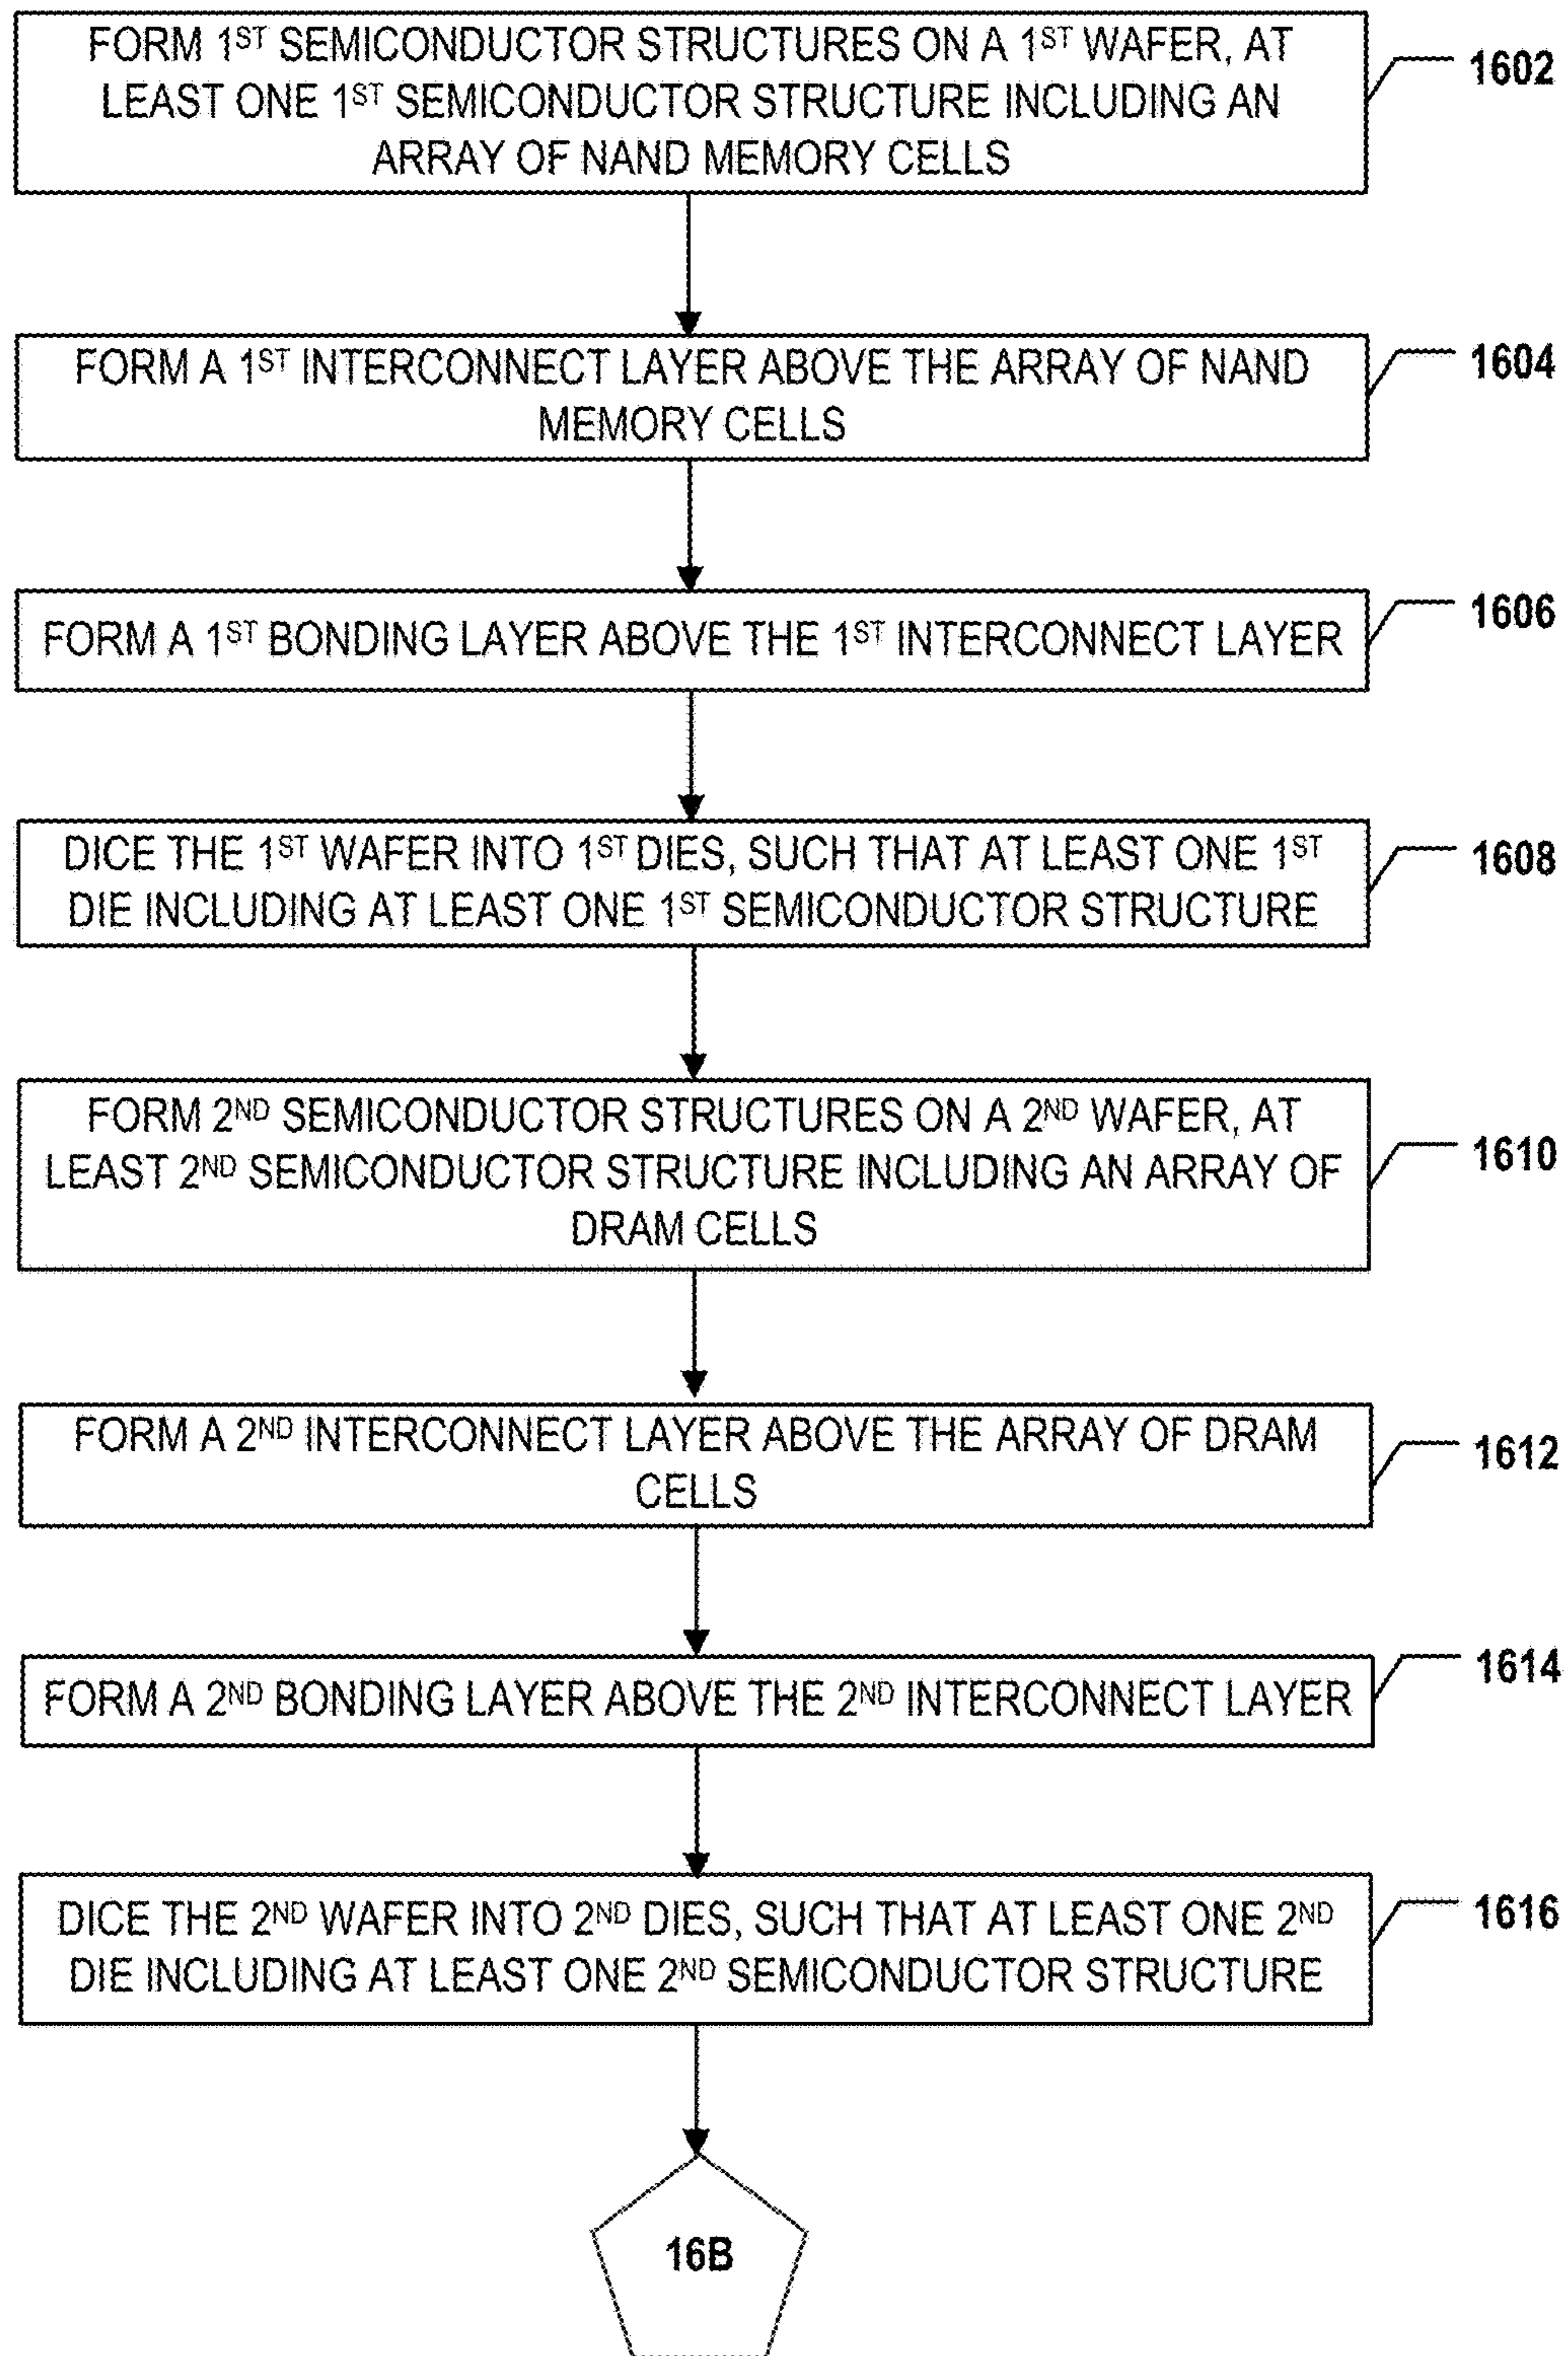 FORM 1ST SEMICONDUCTOR STRUCTURES ON A 1ST WAFER, AT
LEAST ONE 1ST SEMICONDUCTOR STRUCTURE INCLUDING AN
ARRAY OF NAND MEMORY CELLS
1602
FORM A 1ST INTERCONNECT LAYER ABOVE THE ARRAY OF NAND
MEMORY CELLS
1604
FORM A 1ST BONDING LAYER ABOVE THE 1ST INTERCONNECT LAYER
1606
DICE THE 1ST WAFER INTO 1ST DIES, SUCH THAT AT LEAST ONE 1ST
DIE INCLUDING AT LEAST ONE 1ST SEMICONDUCTOR STRUCTURE
1608
FORM 2ND SEMICONDUCTOR STRUCTURES ON A 2ND WAFER, AT
LEAST 2ND SEMICONDUCTOR STRUCTURE INCLUDING AN ARRAY OF
DRAM CELLS
1610
FORM A 2ND INTERCONNECT LAYER ABOVE THE ARRAY OF DRAM
CELLS
1612
FORM A 2ND BONDING LAYER ABOVE THE 2ND INTERCONNECT LAYER
1614
DICE THE 2ND WAFER INTO 2ND DIES, SUCH THAT AT LEAST ONE 2ND
DIE INCLUDING AT LEAST ONE 2ND SEMICONDUCTOR STRUCTURE
1616
16B